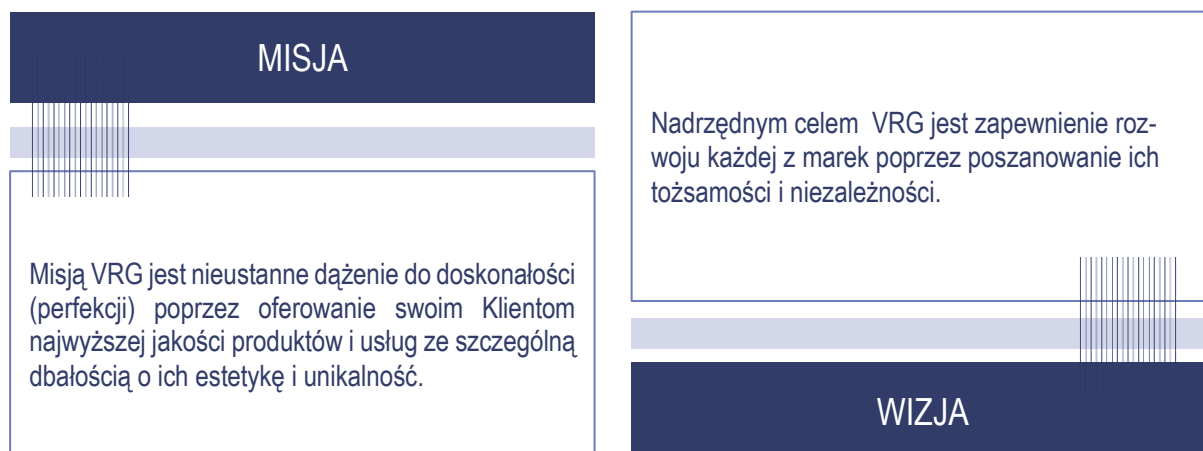 MISJA
Misją VRG jest nieustanne dążenie do doskonałości
(perfekcji) poprzez oferowanie swoim Klientom
najwyższej jakości produktów i usług ze szczególną
dbałością o ich estetykę i unikalność.
Nadrzędnym celem  VRG jest zapewnienie roz-
woju każdej z marek poprzez poszanowanie ich
tożsamości i niezależności.
WIZJA